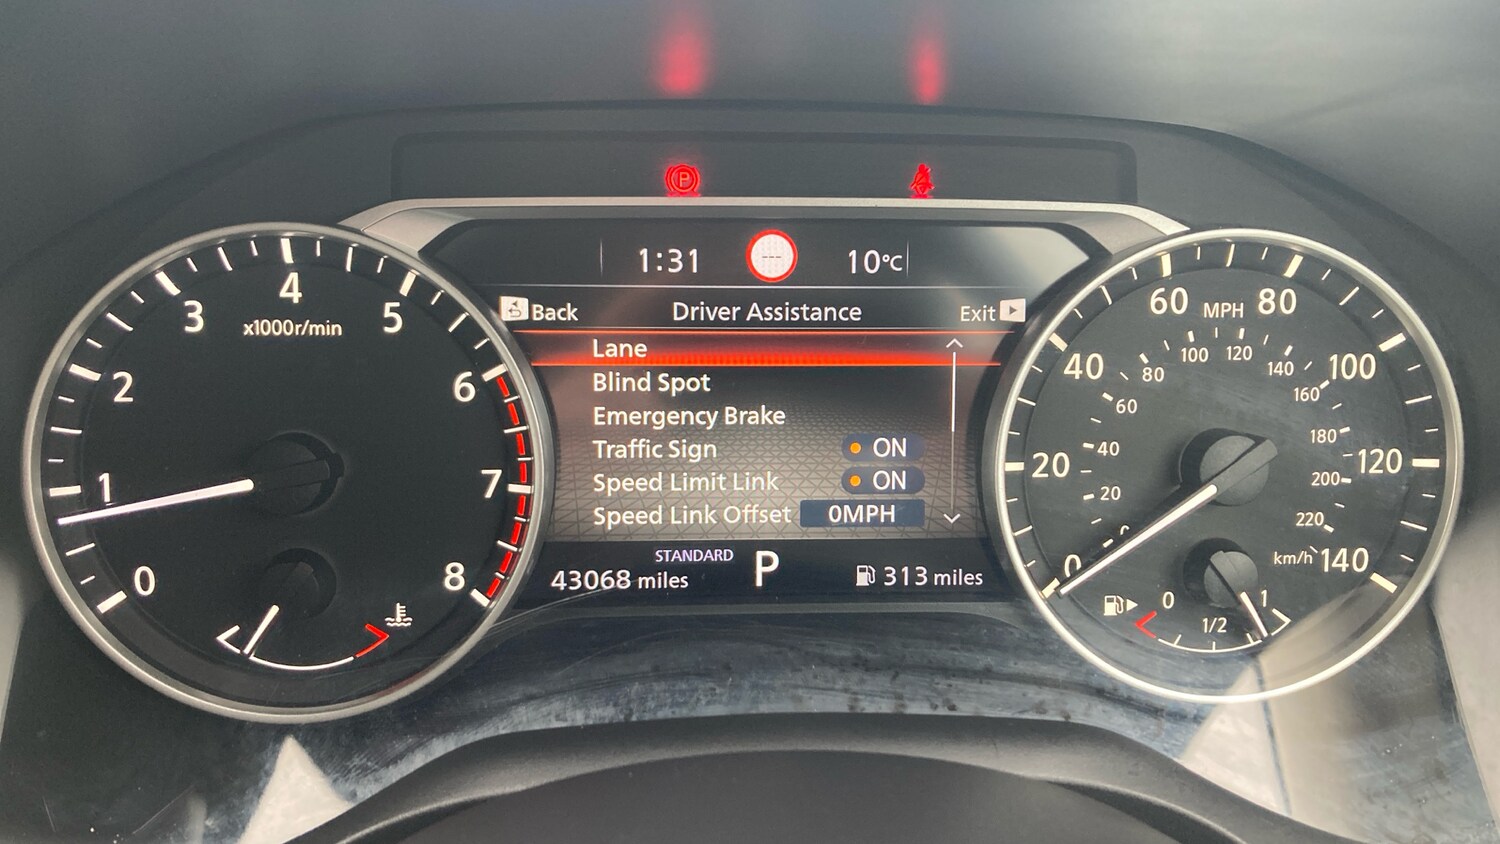 P
1:31
---
10°C
Back
Driver Assistance
Exit
Lane
Blind Spot
Emergency Brake
Traffic Sign ON
Speed Limit Link ON
Speed Link Offset 0MPH
STANDARD
43068 miles
P
313 miles
0
1
2
3
4
5
6
7
8
x1000r/min
0
20
40
60
80
100
120
140
MPH
0
20
40
60
80
100
120
140
160
180
200
220
km/h
0
1/2
1